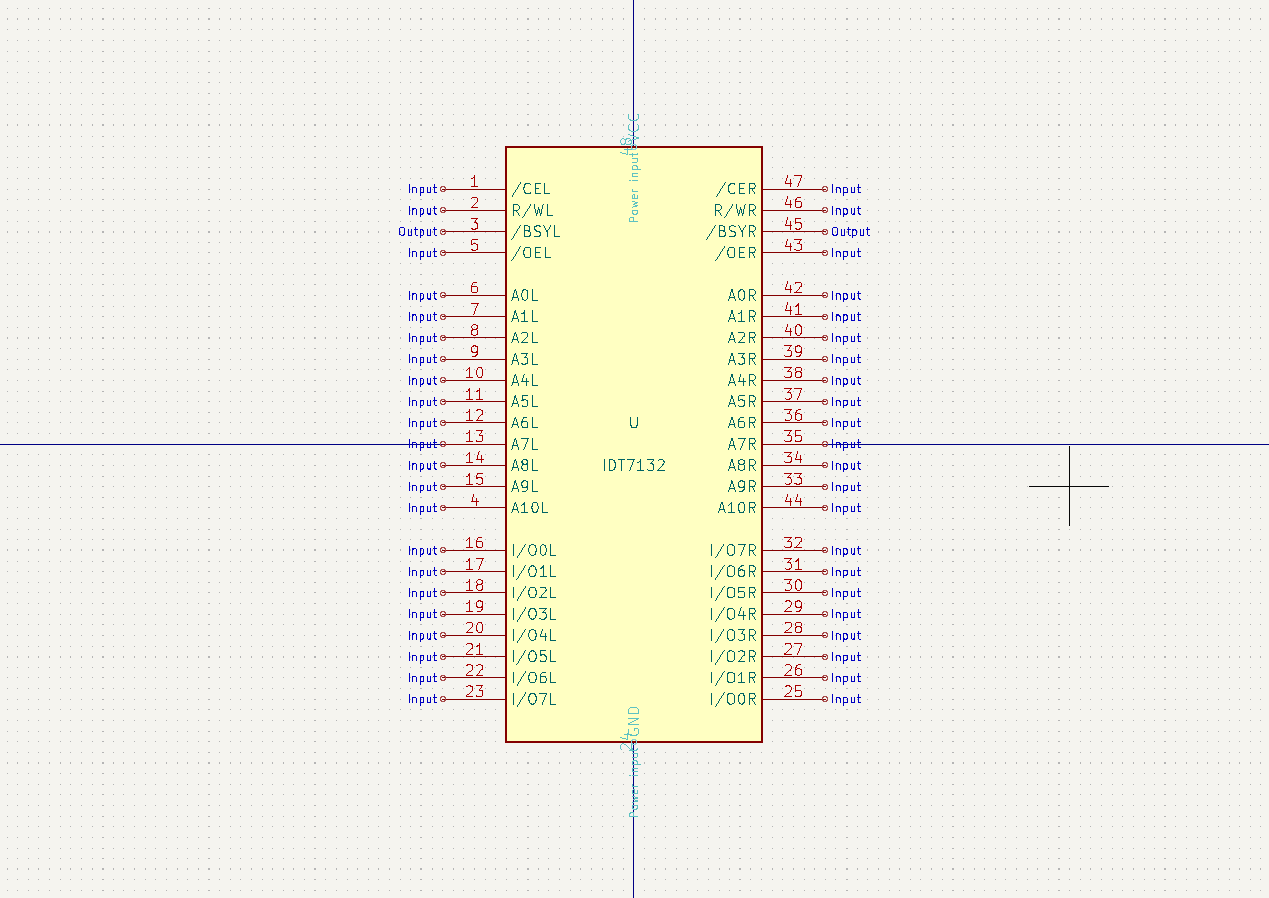 48 VCC
Power input
Input 1 /CEL /CER 47 Input
Input 2 R/WL R/WR 46 Input
Output 3 /BSYL /BSYR 45 Output
Input 5 /OEL /OER 43 Input
Input 6 A0L A0R 42 Input
Input 7 A1L A1R 41 Input
Input 8 A2L A2R 40 Input
Input 9 A3L A3R 39 Input
Input 10 A4L A4R 38 Input
Input 11 A5L A5R 37 Input
Input 12 A6L U A6R 36 Input
Input 13 A7L A7R 35 Input
Input 14 A8L IDT7132 A8R 34 Input
Input 15 A9L A9R 33 Input
Input 4 A10L A10R 44 Input
Input 16 I/O0L I/O7R 32 Input
Input 17 I/O1L I/O6R 31 Input
Input 18 I/O2L I/O5R 30 Input
Input 19 I/O3L I/O4R 29 Input
Input 20 I/O4L I/O3R 28 Input
Input 21 I/O5L I/O2R 27 Input
Input 22 I/O6L I/O1R 26 Input
Input 23 I/O7L I/O0R 25 Input
24 GND
Power input